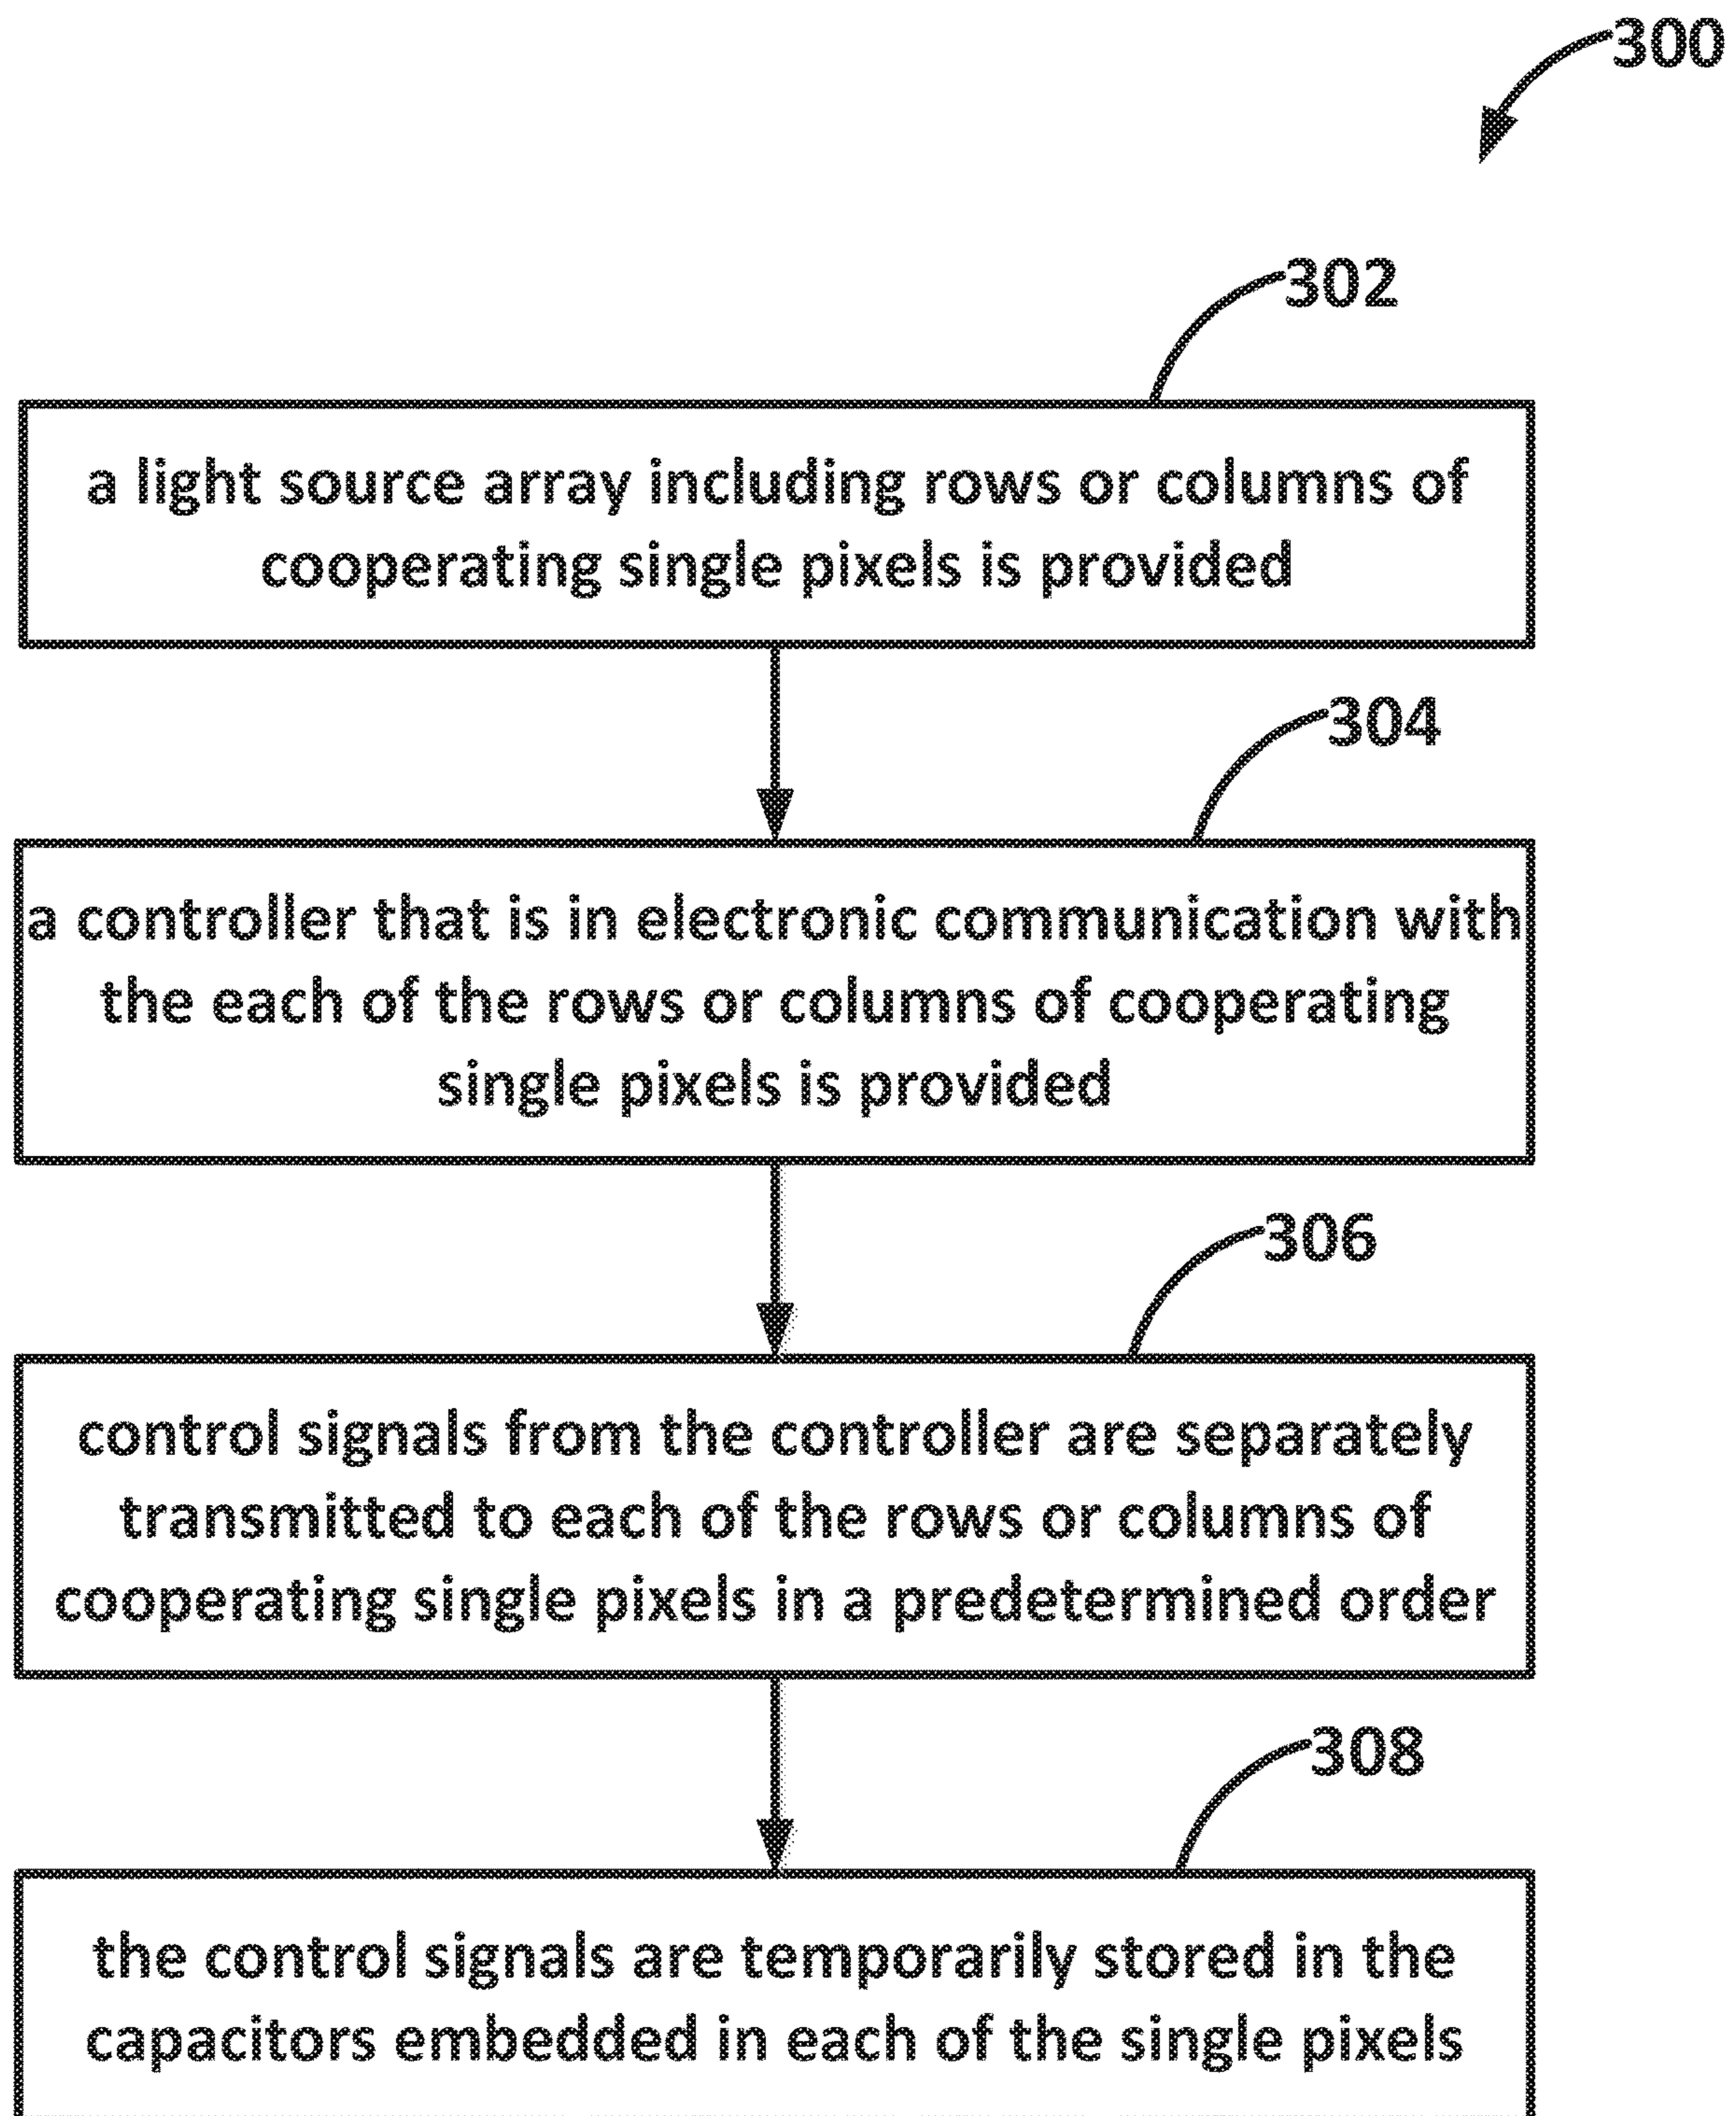 300
302
a light source array including rows or columns of
cooperating single pixels is provided
304
a controller that is in electronic communication with
the each of the rows or columns of cooperating
single pixels is provided
306
control signals from the controller are separately
transmitted to each of the rows or columns of
cooperating single pixels in a predetermined order
308
the control signals are temporarily stored in the
capacitors embedded in each of the single pixels